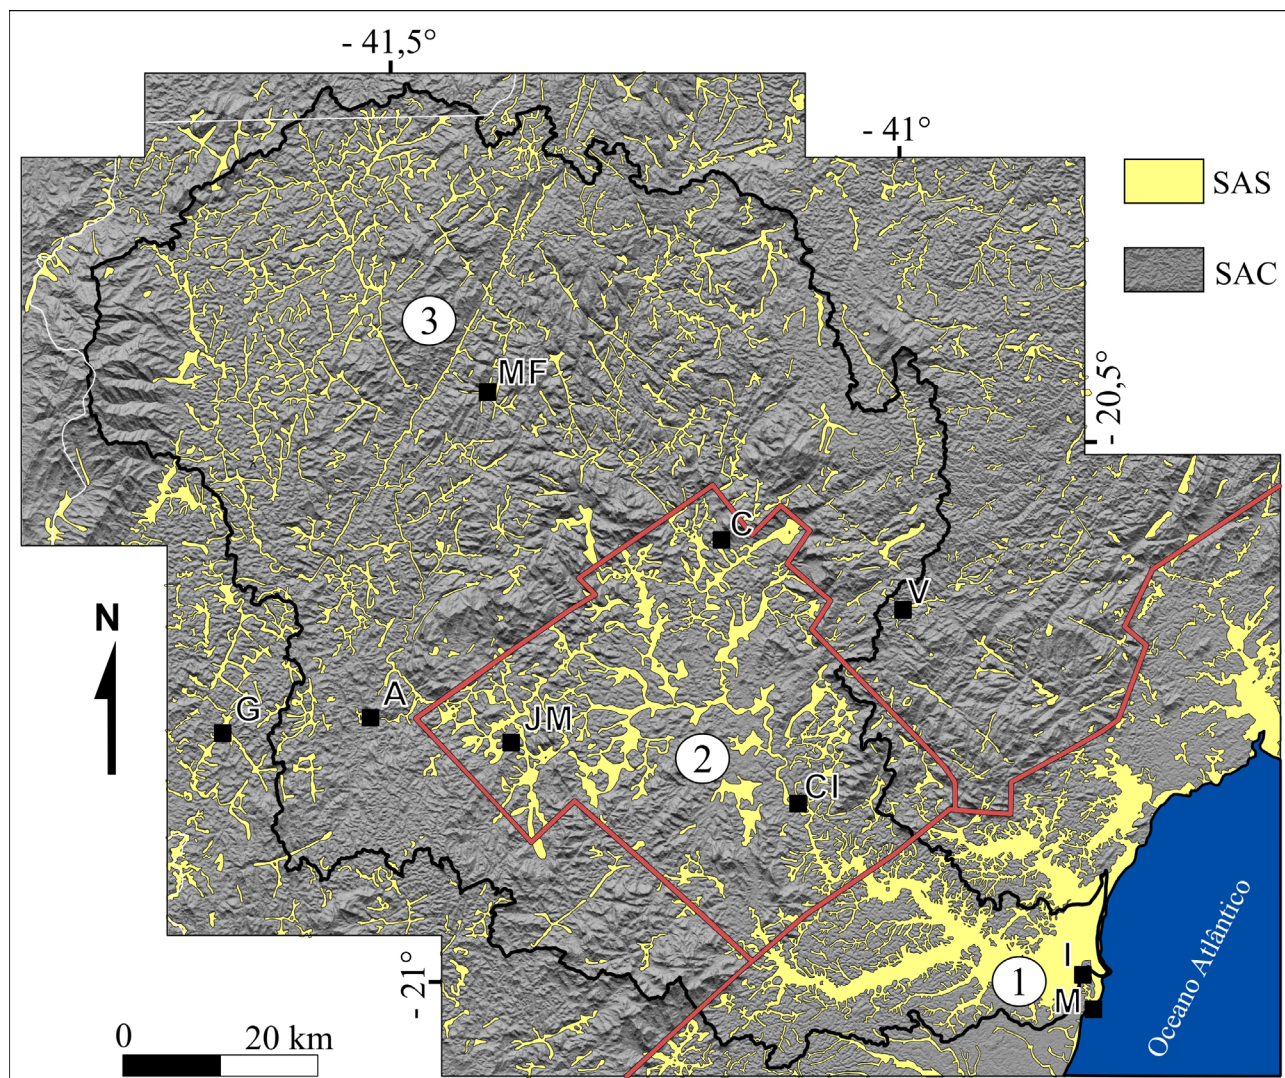 - 41,5°
- 41°
SAS
SAC
3
MF
- 20,5°
C
V
N
A
G
JM
2
CI
I
1
M
- 21°
Oceano Atlântico
0 20 km